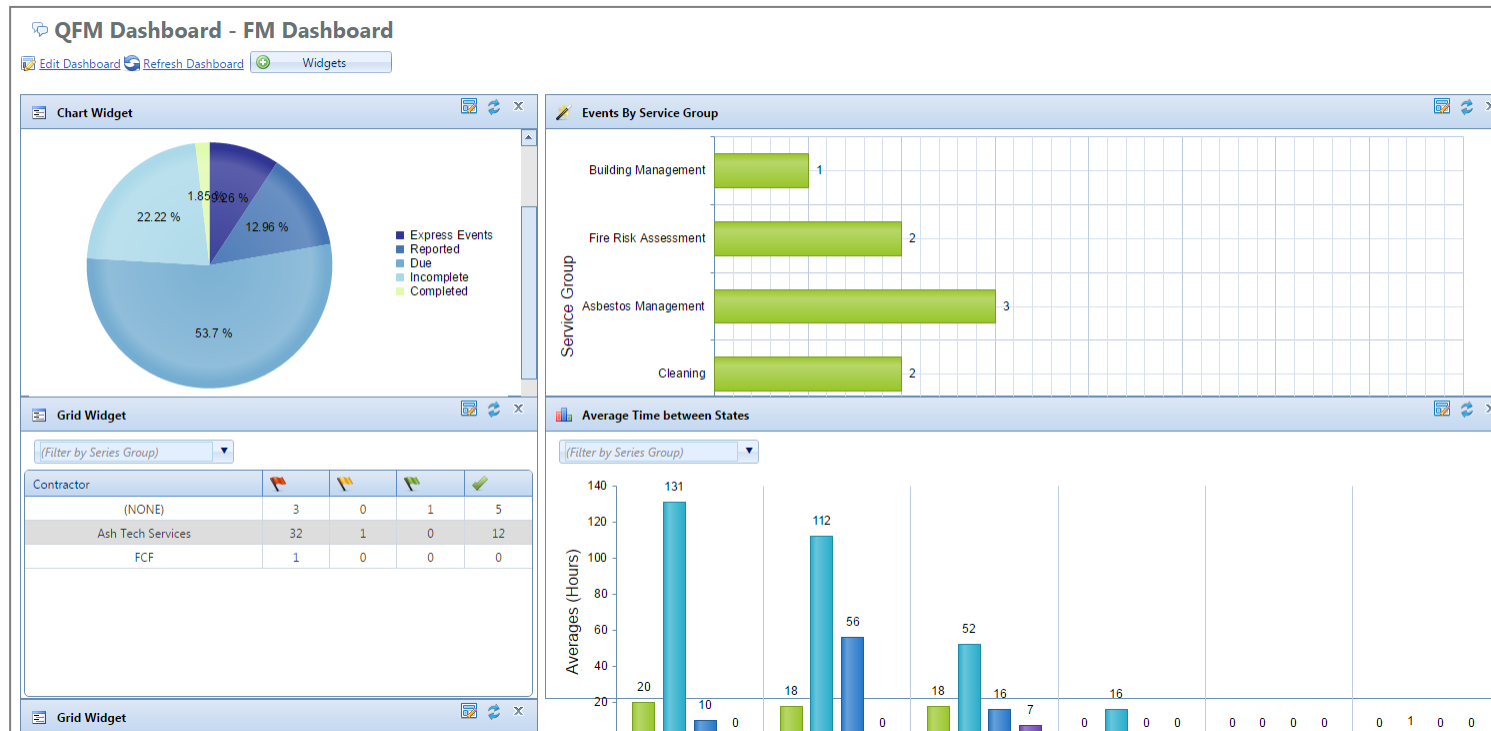 QFM Dashboard - FM Dashboard
Edit Dashboard Refresh Dashboard Widgets
Chart Widget
1.85 % 9.26 %
22.22 %
12.96 %
53.7 %
Express Events
Reported
Due
Incomplete
Completed
Events By Service Group
Service Group
Building Management 1
Fire Risk Assessment 2
Asbestos Management 3
Cleaning 2
Grid Widget
(Filter by Series Group)
Contractor
(NONE) 3 0 1 5
Ash Tech Services 32 1 0 12
FCF 1 0 0 0
Average Time between States
(Filter by Series Group)
Averages (Hours)
140
120
100
80
60
40
20
20 131 10 0
18 112 56 0
18 52 16 7
0 16 0 0
0 0 0 0
0 1 0 0
Grid Widget